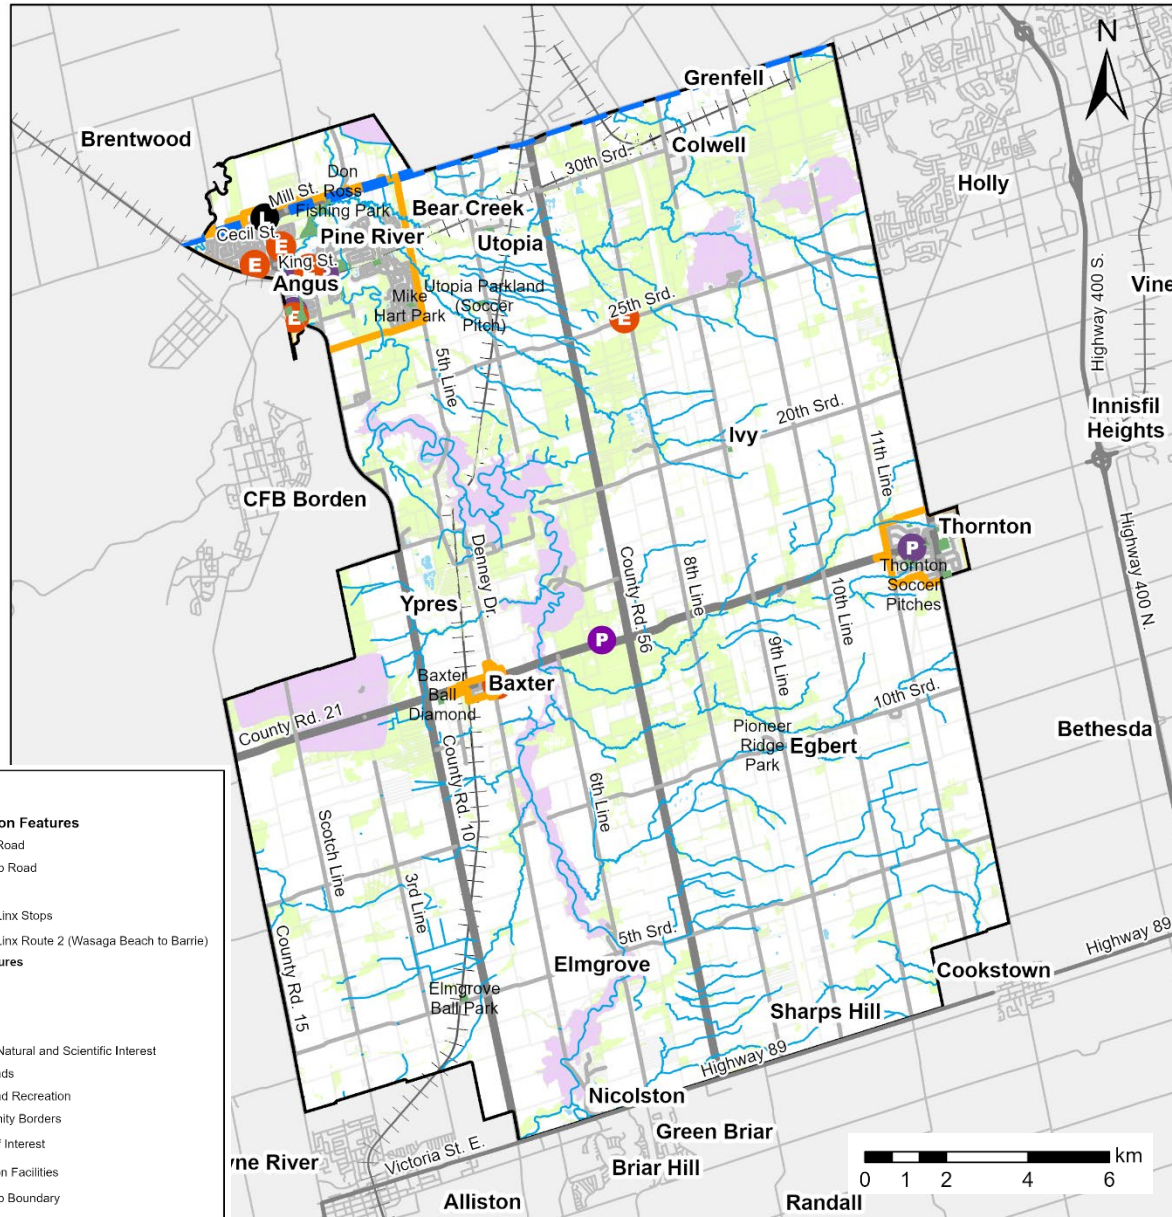 N
Grenfell
Brentwood
Colwell
30th Srd.
Don
Ross
Fishing Park
Mill St.
L
Holly
Bear Creek
Cecil St.
Pine River
Utopia
E
E
King St.
Angus
Utopia Parkland
(Soccer
Pitch)
Mike
Hart Park
25th Srd.
E
E
Highway 400 S.
Vine
5th Line
Innisfil
Heights
20th Srd.
Ivy
11th Line
CFB Borden
Thornton
P
Thornton
Soccer
Pitches
Highway 400 N.
Denney Dr.
County Rd. 56
8th Line
10th Line
Ypres
P
9th Line
Baxter
Ball
Diamond
Baxter
10th Srd.
County Rd. 21
Pioneer
Ridge
Park
Egbert
Bethesda
County Rd. 10
6th Line
Scotch Line
3rd Line
5th Srd.
County Rd. 15
Highway 89
Elmgrove
Cookstown
Elmgrove
Ball Park
Sharps Hill
Highway 89
Nicolston
Green Briar
Victoria St. E.
Briar Hill
yne River
Alliston
Randall
km
0 1 2 4 6
on Features
Road
p Road
Linx Stops
Linx Route 2 (Wasaga Beach to Barrie)
ures
Natural and Scientific Interest
nds
nd Recreation
nity Borders
f Interest
on Facilities
p Boundary